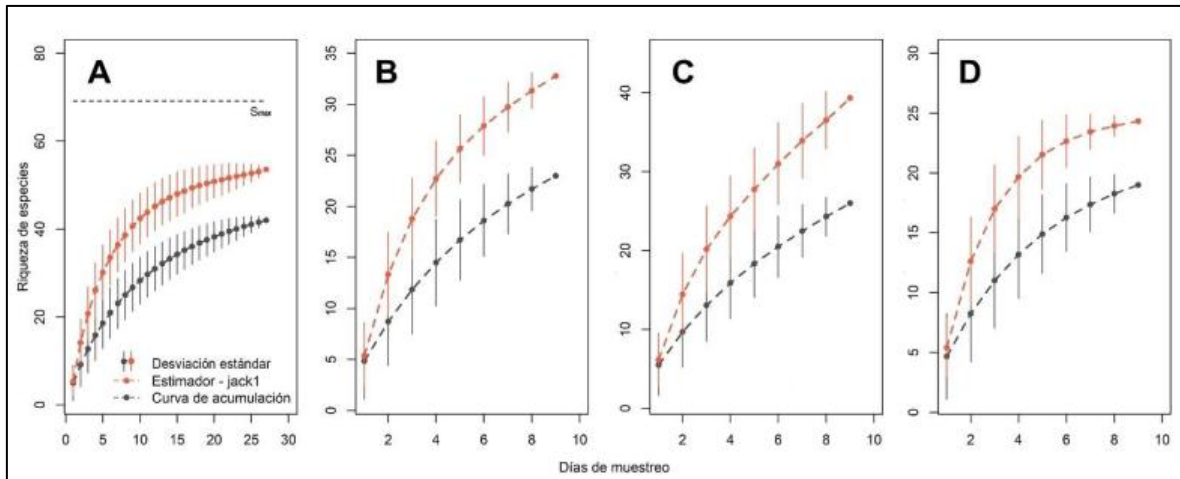 A
B
C
D
Riqueza de especies
80
60
40
20
0
Smax
Desviación estándar
Estimador - jack1
Curva de acumulación
0 5 10 15 20 25 30
35
30
25
20
15
10
5
0
2 4 6 8 10
40
30
20
10
0
2 4 6 8 10
30
25
20
15
10
5
0
2 4 6 8 10
Días de muestreo